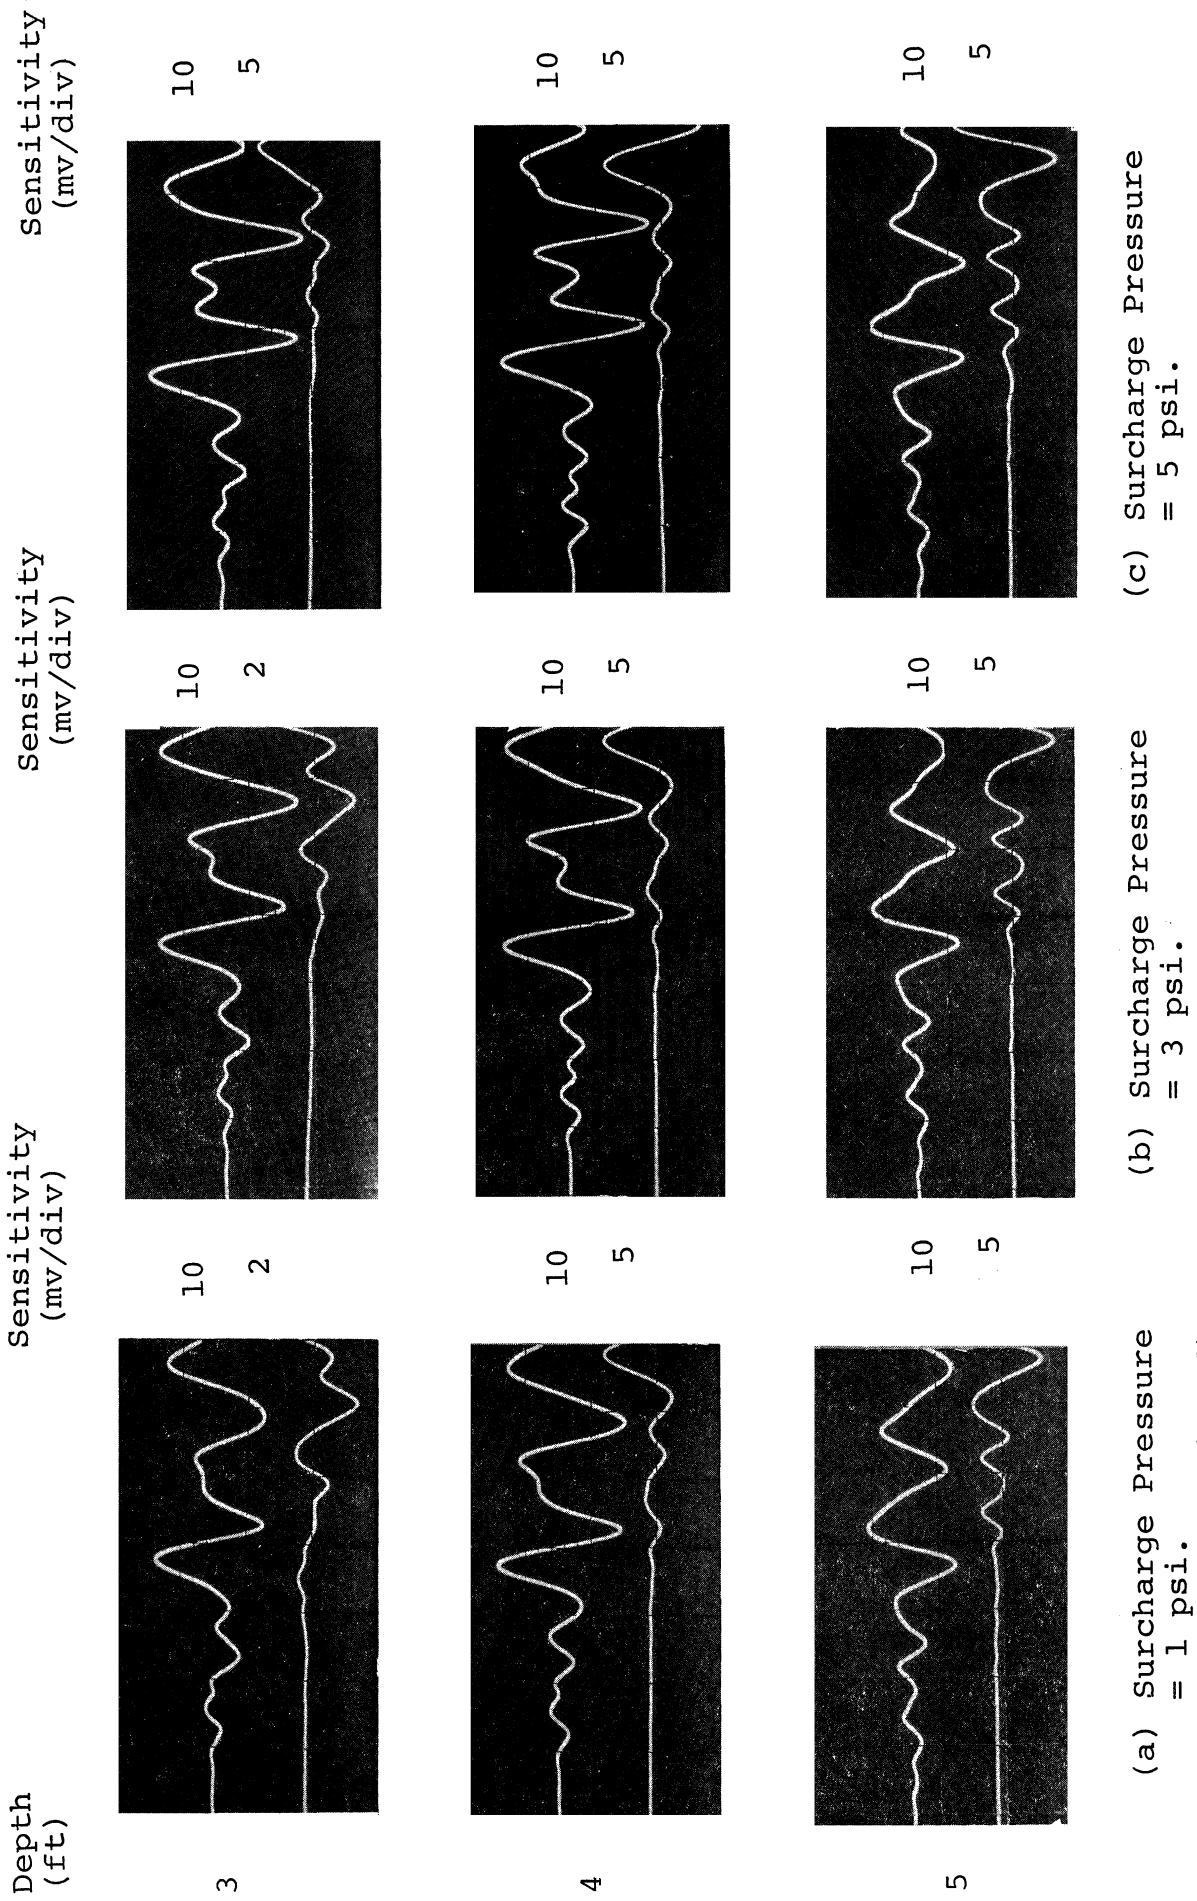 Depth
(ft)
Sensitivity
(mv/div)
Sensitivity
(mv/div)
Sensitivity
(mv/div)
3
10
2
10
2
10
5
4
10
5
10
5
10
5
5
10
5
10
5
10
5
(a) Surcharge Pressure
= 1 psi.
(b) Surcharge Pressure
= 3 psi.
(c) Surcharge Pressure
= 5 psi.